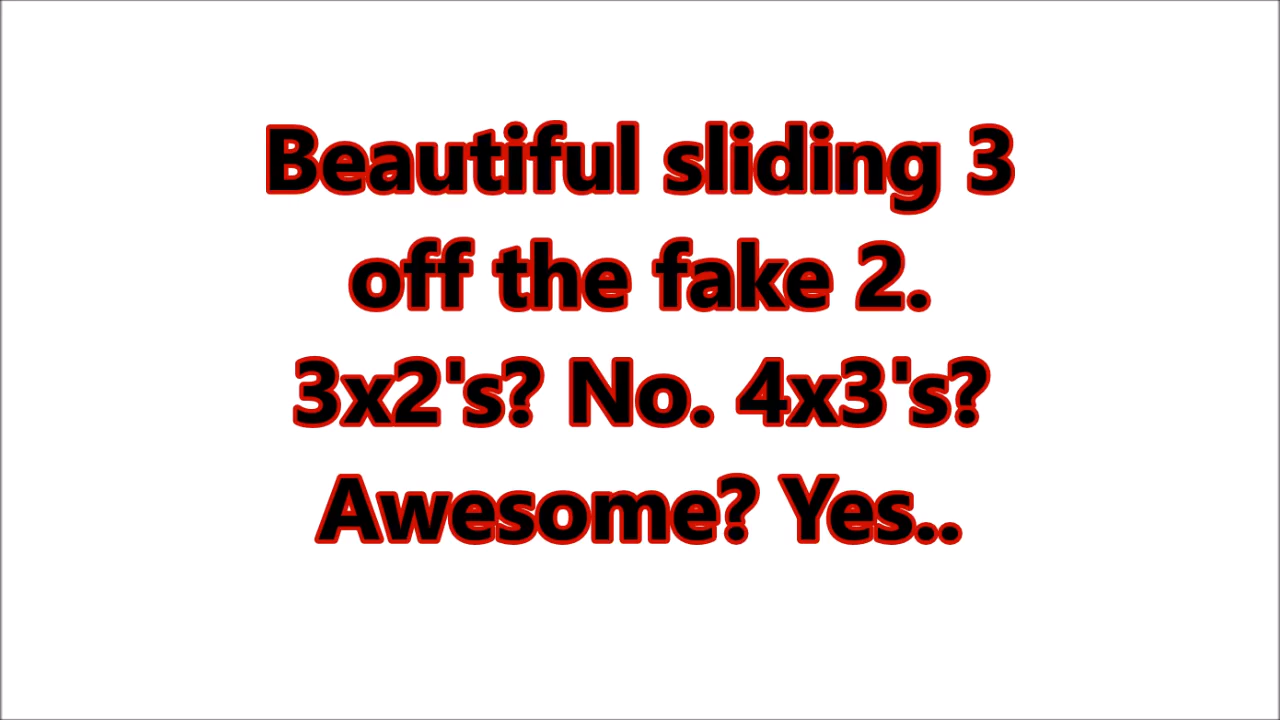 Beautiful sliding 3
off the fake 2.
3x2's? No. 4x3's?
Awesome? Yes..